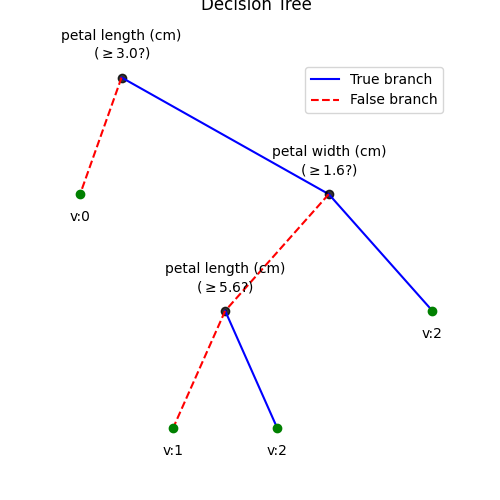 Decision Tree
petal length (cm)
(≥3.0?)
True branch
False branch
petal width (cm)
(≥1.6?)
v:0
petal length (cm)
(≥5.6?)
v:2
v:1
v:2